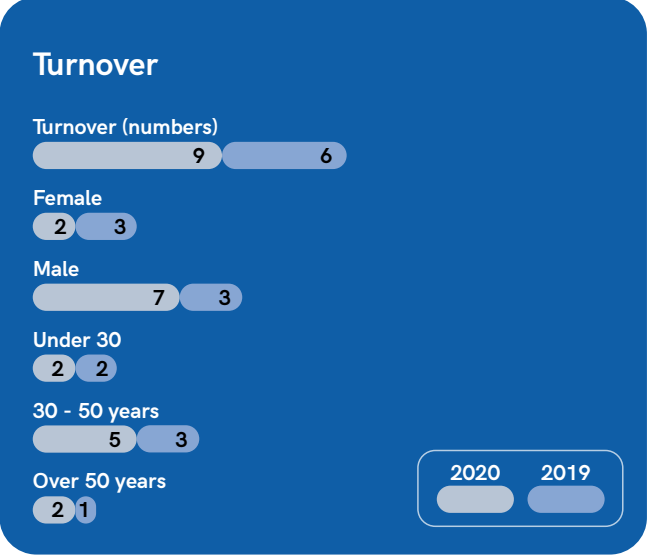 Turnover
Turnover (numbers)
9 6
Female
2 3
Male
7 3
Under 30
2 2
30 - 50 years
5 3
Over 50 years
2 1
2020 2019